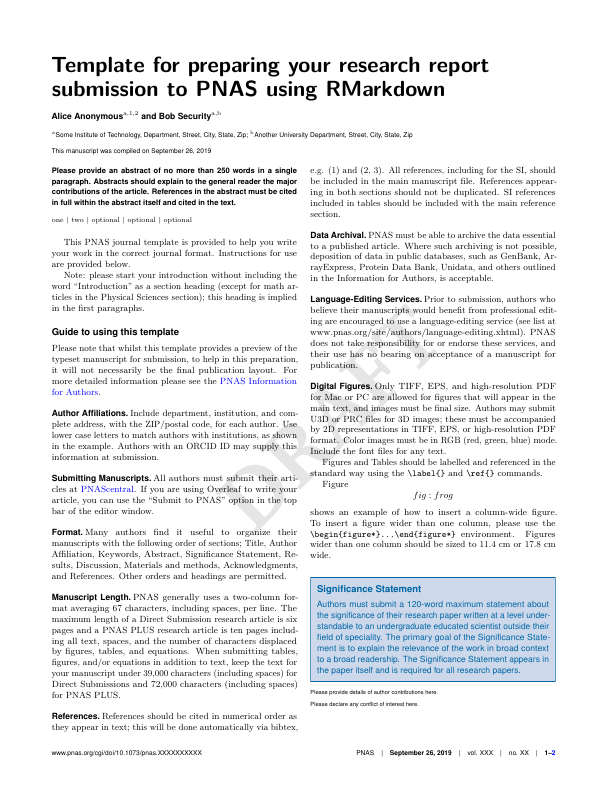 Template for preparing your research report
submission to PNAS using RMarkdown
Alice Anonymousa,1,2 and Bob Securitya,b
aSome Institute of Technology, Department, Street, City, State, Zip; bAnother University Department, Street, City, State, Zip
This manuscript was compiled on September 26, 2019
Please provide an abstract of no more than 250 words in a single
paragraph. Abstracts should explain to the general reader the major
contributions of the article. References in the abstract must be cited
in full within the abstract itself and cited in the text.
one | two | optional | optional | optional
This PNAS journal template is provided to help you write
your work in the correct journal format. Instructions for use
are provided below.
Note: please start your introduction without including the
word “Introduction” as a section heading (except for math ar-
ticles in the Physical Sciences section); this heading is implied
in the first paragraphs.
Guide to using this template
Please note that whilst this template provides a preview of the
typeset manuscript for submission, to help in this preparation,
it will not necessarily be the final publication layout. For
more detailed information please see the PNAS Information
for Authors.
Author Affiliations. Include department, institution, and com-
plete address, with the ZIP/postal code, for each author. Use
lower case letters to match authors with institutions, as shown
in the example. Authors with an ORCID ID may supply this
information at submission.
Submitting Manuscripts. All authors must submit their arti-
cles at PNAScentral. If you are using Overleaf to write your
article, you can use the “Submit to PNAS” option in the top
bar of the editor window.
Format. Many authors find it useful to organize their
manuscripts with the following order of sections; Title, Author
Affiliation, Keywords, Abstract, Significance Statement, Re-
sults, Discussion, Materials and methods, Acknowledgments,
and References. Other orders and headings are permitted.
Manuscript Length. PNAS generally uses a two-column for-
mat averaging 67 characters, including spaces, per line. The
maximum length of a Direct Submission research article is six
pages and a PNAS PLUS research article is ten pages includ-
ing all text, spaces, and the number of characters displaced
by figures, tables, and equations. When submitting tables,
figures, and/or equations in addition to text, keep the text for
your manuscript under 39,000 characters (including spaces) for
Direct Submissions and 72,000 characters (including spaces)
for PNAS PLUS.
References. References should be cited in numerical order as
they appear in text; this will be done automatically via bibtex,
e.g. (1) and (2, 3). All references, including for the SI, should
be included in the main manuscript file. References appear-
ing in both sections should not be duplicated. SI references
included in tables should be included with the main reference
section.
Data Archival. PNAS must be able to archive the data essential
to a published article. Where such archiving is not possible,
deposition of data in public databases, such as GenBank, Ar-
rayExpress, Protein Data Bank, Unidata, and others outlined
in the Information for Authors, is acceptable.
Language-Editing Services. Prior to submission, authors who
believe their manuscripts would benefit from professional edit-
ing are encouraged to use a language-editing service (see list at
www.pnas.org/site/authors/language-editing.xhtml). PNAS
does not take responsibility for or endorse these services, and
their use has no bearing on acceptance of a manuscript for
publication.
Digital Figures. Only TIFF, EPS, and high-resolution PDF
for Mac or PC are allowed for figures that will appear in the
main text, and images must be final size. Authors may submit
U3D or PRC files for 3D images; these must be accompanied
by 2D representations in TIFF, EPS, or high-resolution PDF
format. Color images must be in RGB (red, green, blue) mode.
Include the font files for any text.
Figures and Tables should be labelled and referenced in the
standard way using the \label{} and \ref{} commands.
Figure
fig : frog
shows an example of how to insert a column-wide figure.
To insert a figure wider than one column, please use the
\begin{figure*}...\end{figure*} environment. Figures
wider than one column should be sized to 11.4 cm or 17.8 cm
wide.
Significance Statement
Authors must submit a 120-word maximum statement about
the significance of their research paper written at a level under-
standable to an undergraduate educated scientist outside their
field of speciality. The primary goal of the Significance State-
ment is to explain the relevance of the work in broad context
to a broad readership. The Significance Statement appears in
the paper itself and is required for all research papers.
Please provide details of author contributions here.
Please declare any conflict of interest here.
DRAFT
www.pnas.org/cgi/doi/10.1073/pnas.XXXXXXXXXX
PNAS | September 26, 2019 | vol. XXX | no. XX | 1–2